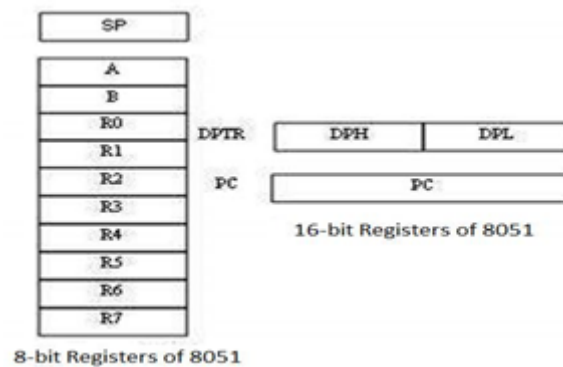 SP
A
B
R0
R1
R2
R3
R4
R5
R6
R7
8-bit Registers of 8051
DPTR DPH DPL
PC PC
16-bit Registers of 8051